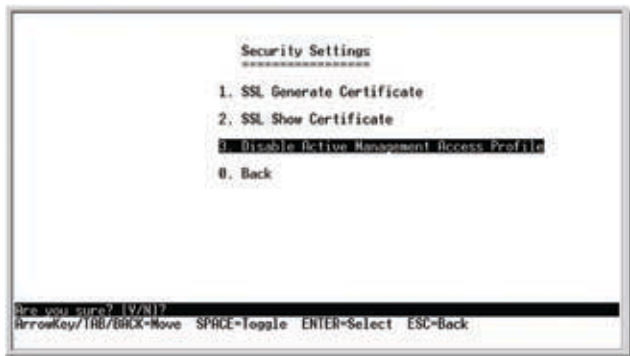 Security Settings
==================
1. SSL Generate Certificate
2. SSL Show Certificate
3. Disable Active Management Access Profile
0. Back
Are you sure? [Y/N]?
ArrowKey/TAB/BACK=Move SPACE=Toggle ENTER=Select ESC=Back